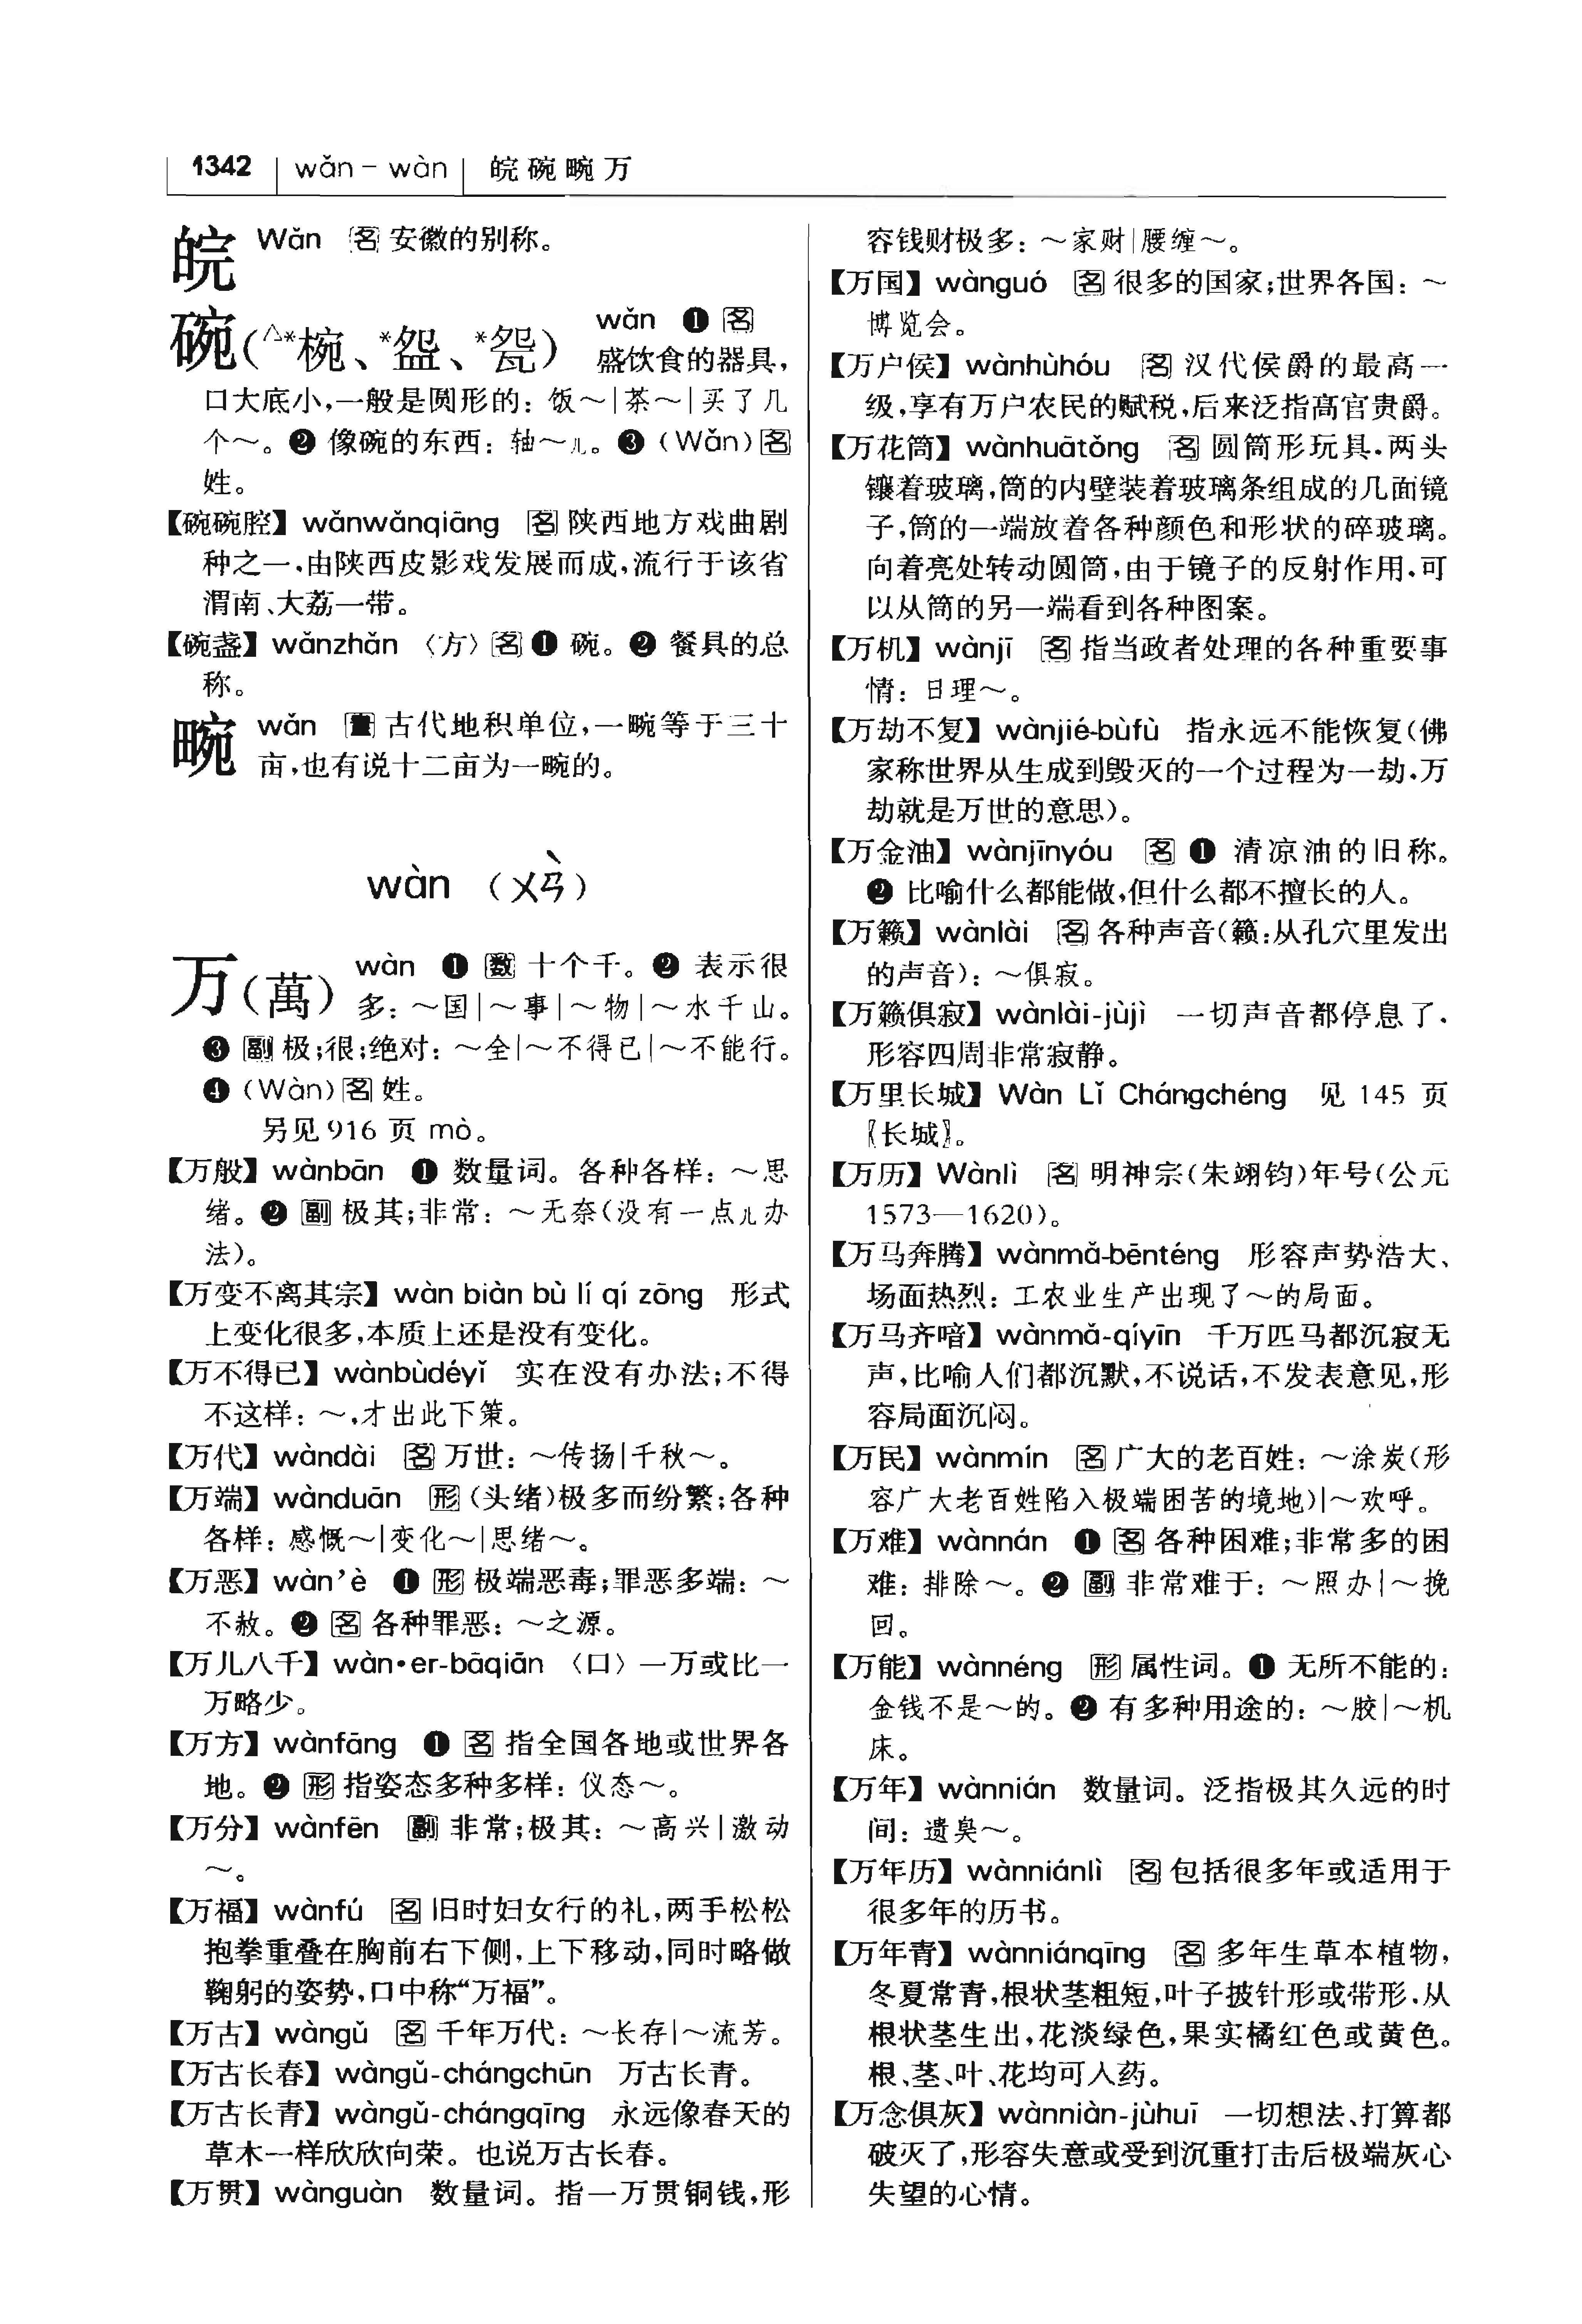 1342 wǎn－wàn 皖碗畹万
皖 Wǎn 名 安徽的别称。
碗(△*椀、*盌、*㼝) wǎn ❶ 名
盛饮食的器具，
口大底小，一般是圆形的：饭～|茶～|买了几
个～。❷ 像碗的东西：轴～儿。❸（Wǎn）名
姓。
【碗碗腔】wǎnwǎnqiāng 名 陕西地方戏曲剧
种之一，由陕西皮影戏发展而成，流行于该省
渭南、大荔一带。
【碗盏】wǎnzhǎn〈方〉名 ❶ 碗。❷ 餐具的总
称。
畹 wǎn 量 古代地积单位，一畹等于三十
亩，也有说十二亩为一畹的。
wàn （ㄨㄢˋ）
万(萬) wàn ❶ 数 十个千。❷ 表示很
多：～国|～事|～物|～水千山。
❸ 副 极；很；绝对：～全|～不得已|～不能行。
❹（Wàn）名 姓。
另见 916 页 mò。
【万般】wànbān ❶ 数量词。各种各样：～思
绪。❷ 副 极其；非常：～无奈（没有一点儿办
法）。
【万变不离其宗】wàn biàn bù lí qí zōng 形式
上变化很多，本质上还是没有变化。
【万不得已】wànbùdéyǐ 实在没有办法；不得
不这样：～，才出此下策。
【万代】wàndài 名 万世：～传扬|千秋～。
【万端】wànduān 形（头绪）极多而纷繁；各种
各样：感慨～|变化～|思绪～。
【万恶】wàn’è ❶ 形 极端恶毒；罪恶多端：～
不赦。❷ 名 各种罪恶：～之源。
【万儿八千】wàn•er-bāqiān〈口〉一万或比一
万略少。
【万方】wànfāng ❶ 名 指全国各地或世界各
地。❷ 形 指姿态多种多样：仪态～。
【万分】wànfēn 副 非常；极其：～高兴|激动
～。
【万福】wànfú 名 旧时妇女行的礼，两手松松
抱拳重叠在胸前右下侧，上下移动，同时略做
鞠躬的姿势，口中称“万福”。
【万古】wàngǔ 名 千年万代：～长存|～流芳。
【万古长春】wàngǔ-chángchūn 万古长青。
【万古长青】wàngǔ-chángqīng 永远像春天的
草木一样欣欣向荣。也说万古长春。
【万贯】wànguàn 数量词。指一万贯铜钱，形
容钱财极多：～家财|腰缠～。
【万国】wànguó 名 很多的国家；世界各国：～
博览会。
【万户侯】wànhùhóu 名 汉代侯爵的最高一
级，享有万户农民的赋税，后来泛指高官贵爵。
【万花筒】wànhuātǒng 名 圆筒形玩具，两头
镶着玻璃，筒的内壁装着玻璃条组成的几面镜
子，筒的一端放着各种颜色和形状的碎玻璃。
向着亮处转动圆筒，由于镜子的反射作用，可
以从筒的另一端看到各种图案。
【万机】wànjī 名 指当政者处理的各种重要事
情：日理～。
【万劫不复】wànjié-bùfù 指永远不能恢复（佛
家称世界从生成到毁灭的一个过程为一劫，万
劫就是万世的意思）。
【万金油】wànjīnyóu 名 ❶ 清凉油的旧称。
❷ 比喻什么都能做，但什么都不擅长的人。
【万籁】wànlài 名 各种声音（籁：从孔穴里发出
的声音）：～俱寂。
【万籁俱寂】wànlài-jùjì 一切声音都停息了，
形容四周非常寂静。
【万里长城】Wàn Lǐ Chángchéng 见 145 页
〖长城〗。
【万历】Wànlì 名 明神宗（朱翊钧）年号（公元
1573—1620）。
【万马奔腾】wànmǎ-bēnténg 形容声势浩大、
场面热烈：工农业生产出现了～的局面。
【万马齐喑】wànmǎ-qíyīn 千万匹马都沉寂无
声，比喻人们都沉默，不说话，不发表意见，形
容局面沉闷。
【万民】wànmín 名 广大的老百姓：～涂炭（形
容广大老百姓陷入极端困苦的境地）|～欢呼。
【万难】wànnán ❶ 名 各种困难；非常多的困
难：排除～。❷ 副 非常难于：～照办|～挽
回。
【万能】wànnéng 形 属性词。❶ 无所不能的：
金钱不是～的。❷ 有多种用途的：～胶|～机
床。
【万年】wànnián 数量词。泛指极其久远的时
间：遗臭～。
【万年历】wànniánlì 名 包括很多年或适用于
很多年的历书。
【万年青】wànniánqīng 名 多年生草本植物，
冬夏常青，根状茎粗短，叶子披针形或带形，从
根状茎生出，花淡绿色，果实橘红色或黄色。
根、茎、叶、花均可入药。
【万念俱灰】wànniàn-jùhuī 一切想法、打算都
破灭了，形容失意或受到沉重打击后极端灰心
失望的心情。